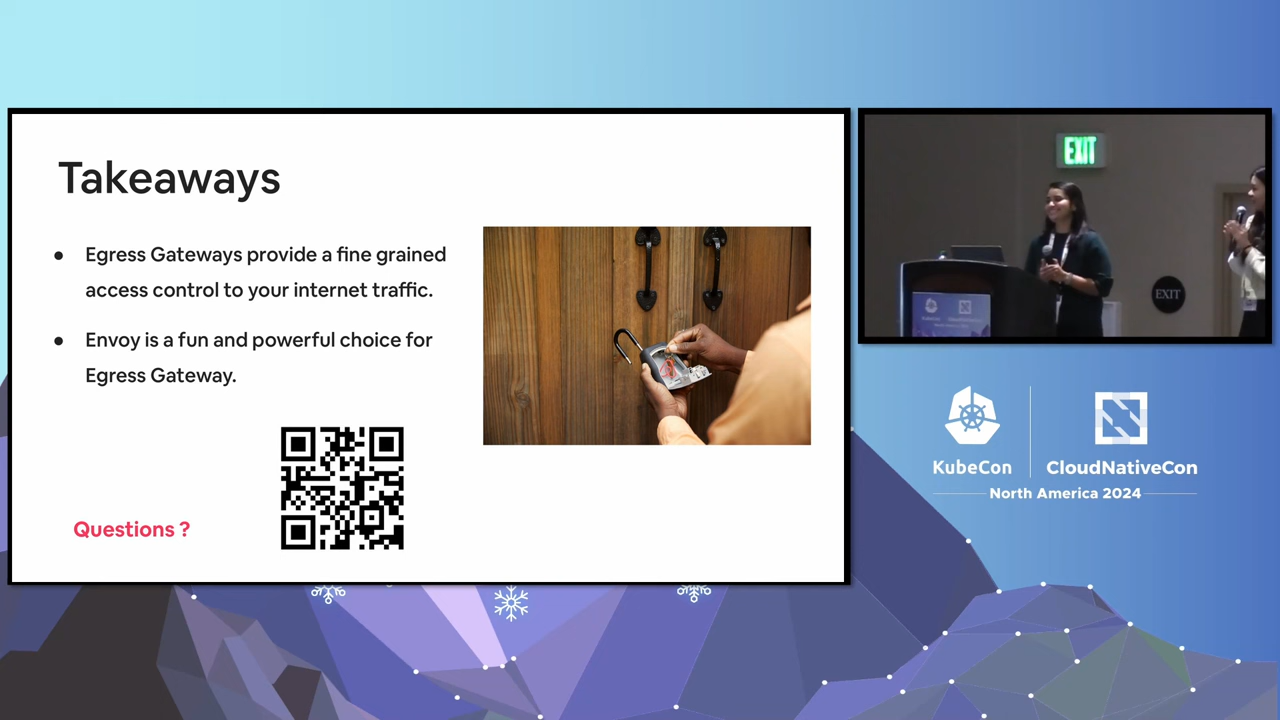 Takeaways
● Egress Gateways provide a fine grained
access control to your internet traffic.
● Envoy is a fun and powerful choice for
Egress Gateway.
Questions ?
EXIT
EXIT
KubeCon
CloudNativeCon
North America 2024